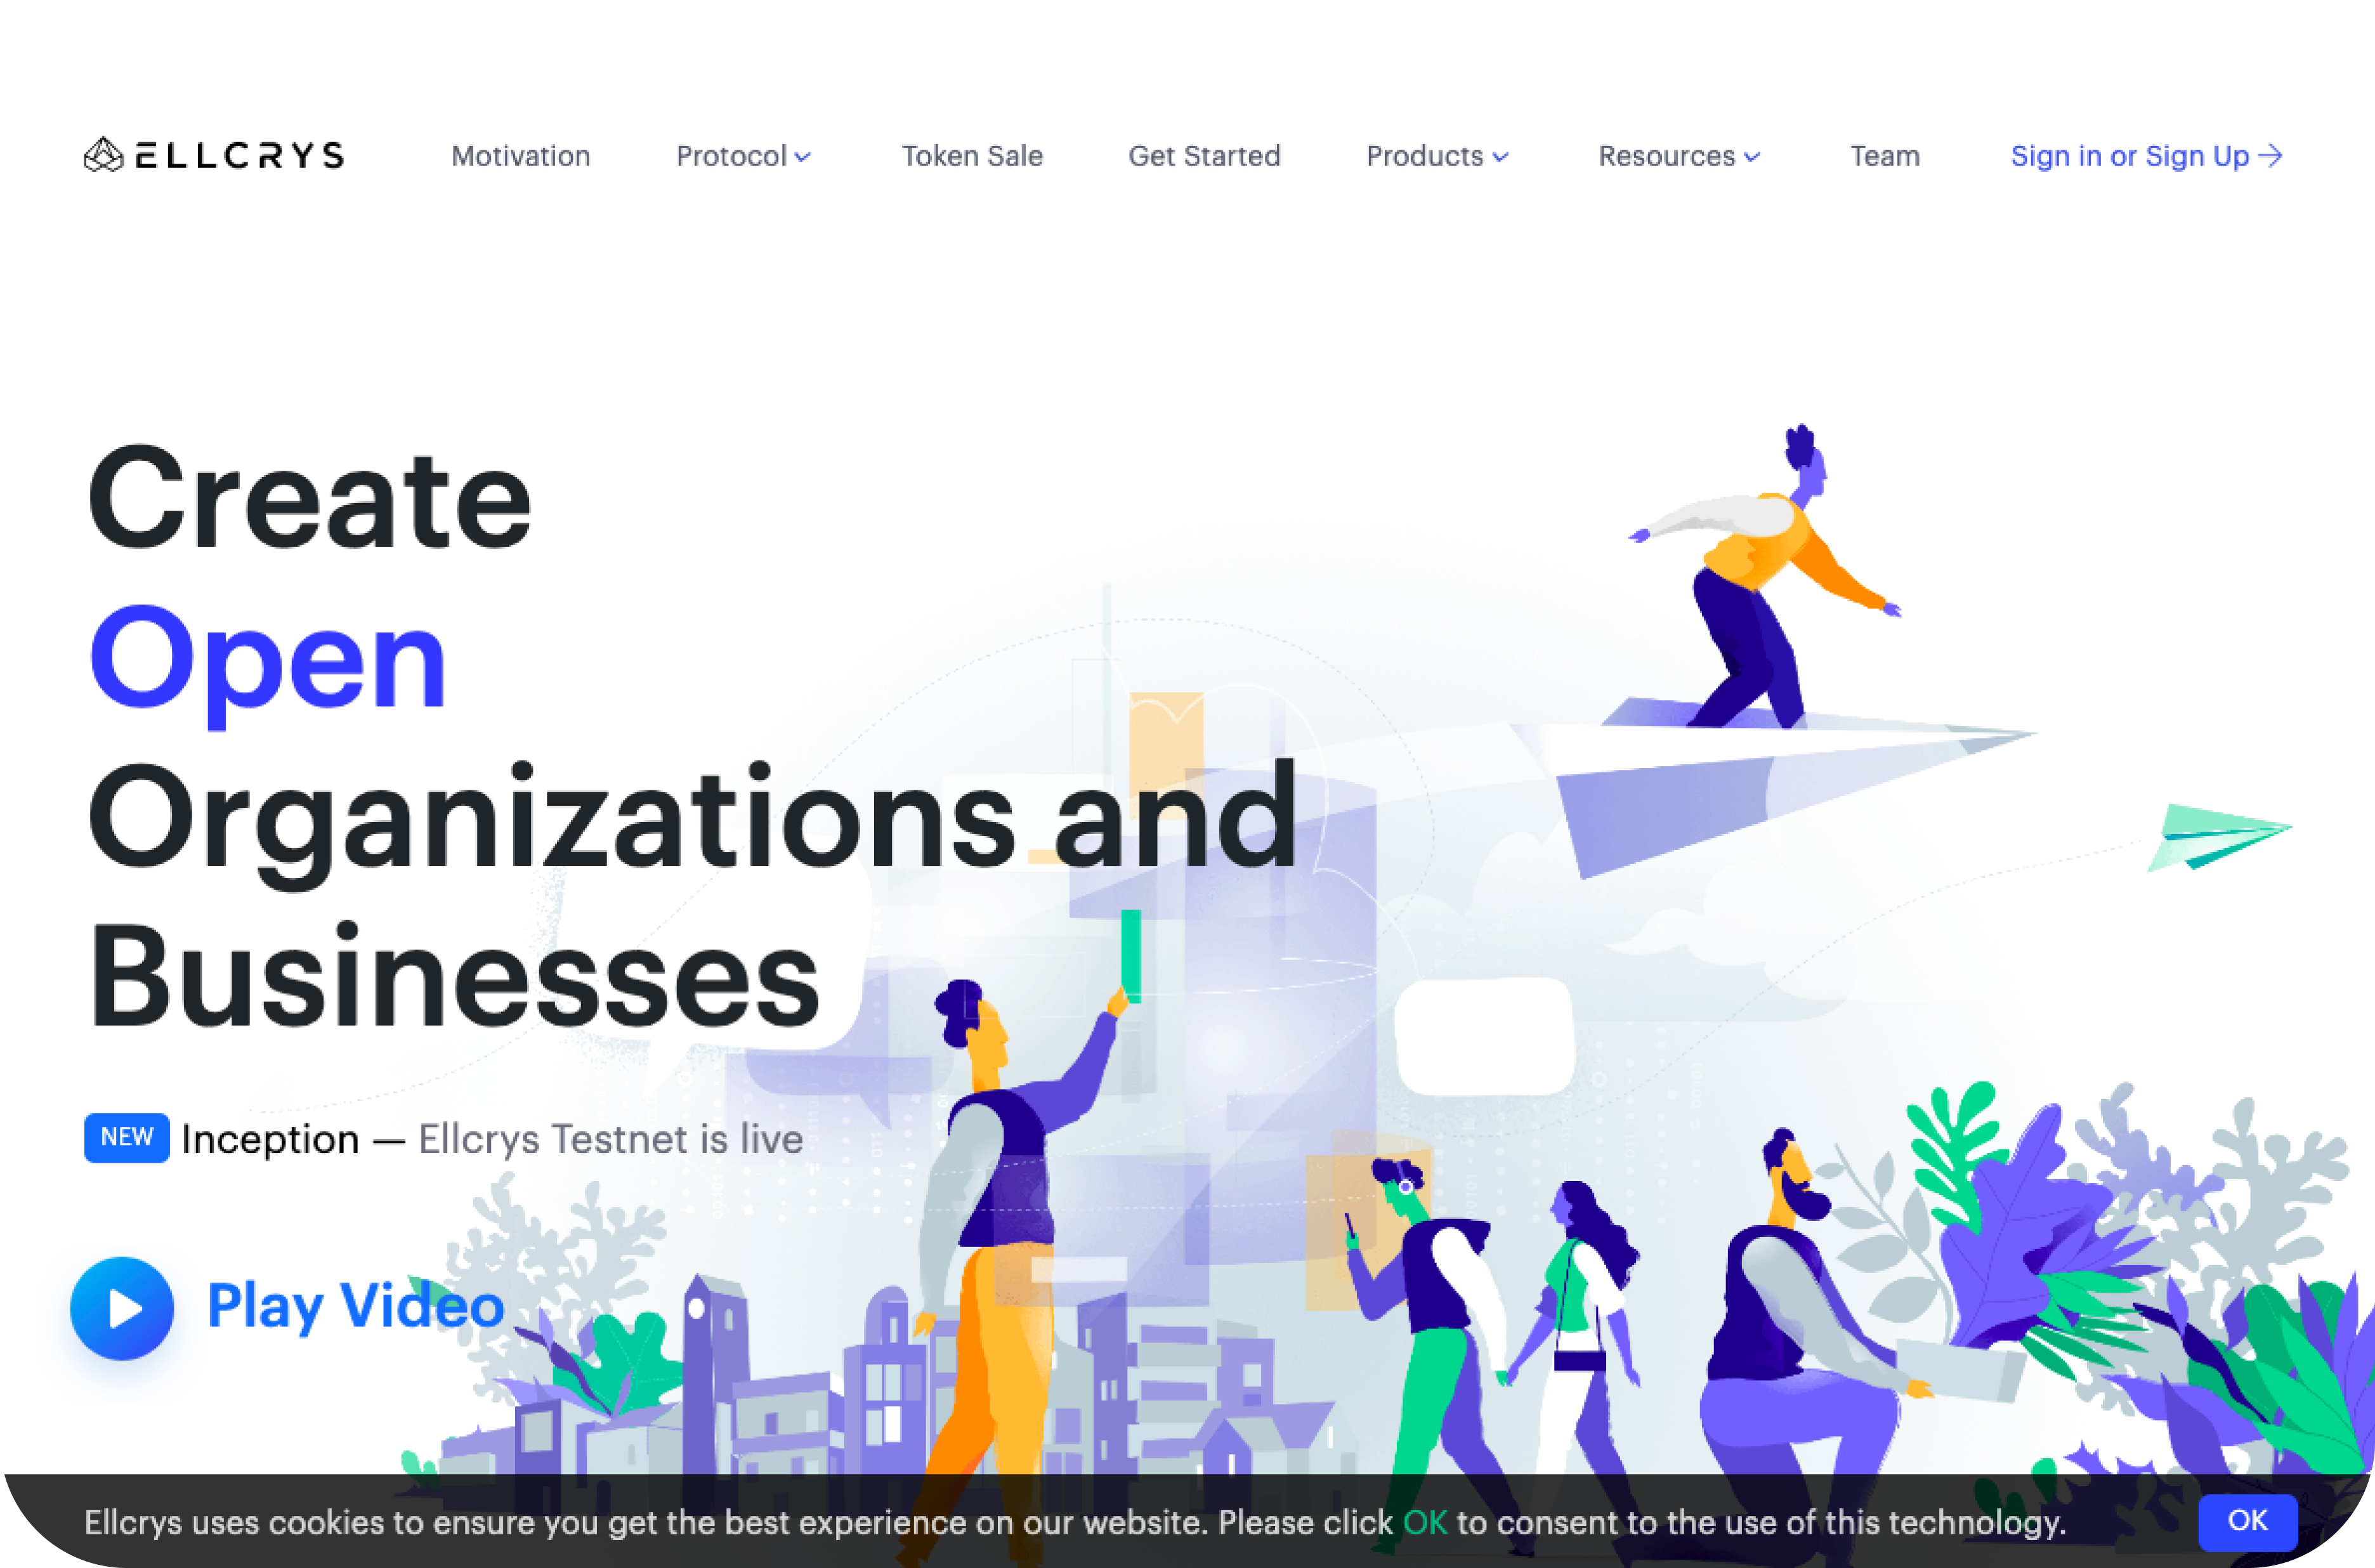 ELLCRYS
Motivation
Protocol
Token Sale
Get Started
Products
Resources
Team
Sign in or Sign Up →
Create
Open
Organizations and
Businesses
NEW Inception — Ellcrys Testnet is live
Play Video
Ellcrys uses cookies to ensure you get the best experience on our website. Please click OK to consent to the use of this technology.
OK